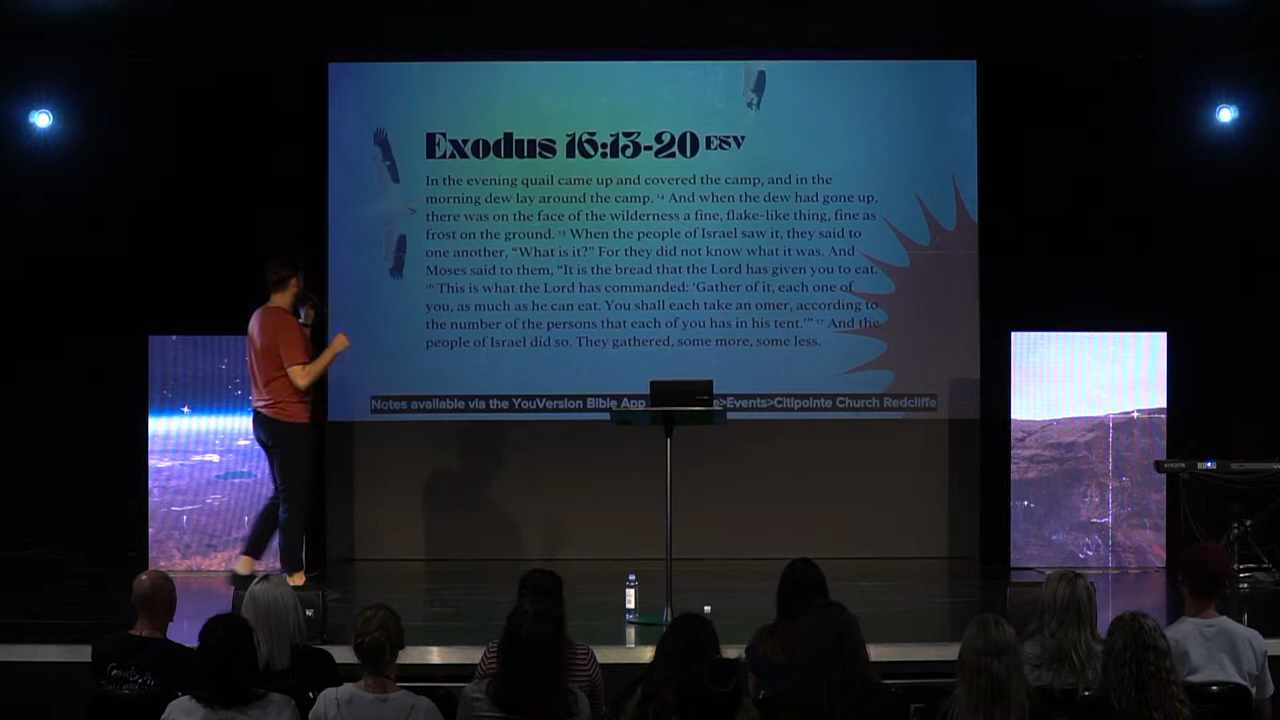 Exodus 16:13-20 ESV
In the evening quail came up and covered the camp, and in the
morning dew lay around the camp. ¹⁴ And when the dew had gone up,
there was on the face of the wilderness a fine, flake-like thing, fine as
frost on the ground. ¹⁵ When the people of Israel saw it, they said to
one another, “What is it?” For they did not know what it was. And
Moses said to them, “It is the bread that the Lord has given you to eat.
¹⁶ This is what the Lord has commanded: ‘Gather of it, each one of
you, as much as he can eat. You shall each take an omer, according to
the number of the persons that each of you has in his tent.’” ¹⁷ And the
people of Israel did so. They gathered, some more, some less.
Notes available via the YouVersion Bible App >Events>Citipointe Church Redcliffe
KORG